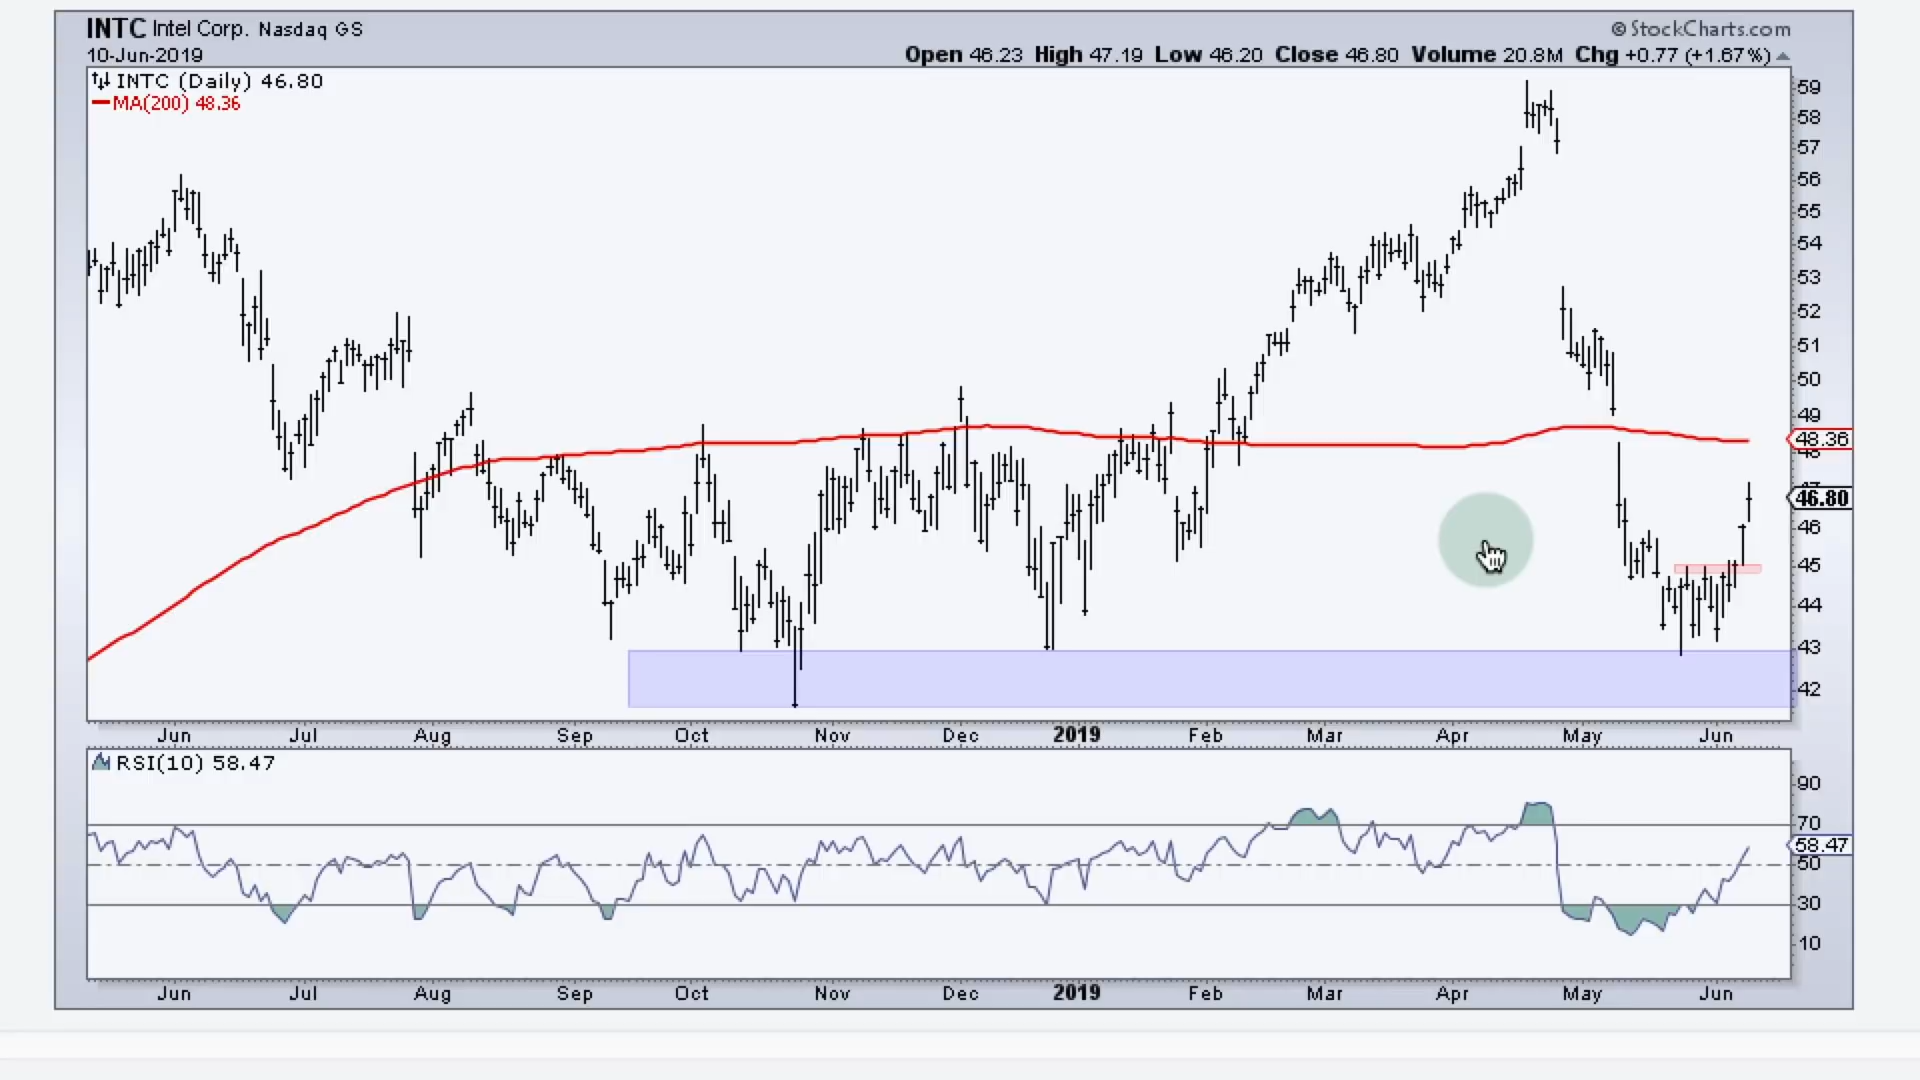 INTC Intel Corp. Nasdaq GS
© StockCharts.com
10-Jun-2019
Open 46.23 High 47.19 Low 46.20 Close 46.80 Volume 20.8M Chg +0.77 (+1.67%)
INTC (Daily) 46.80
MA(200) 48.36
59
58
57
56
55
54
53
52
51
50
49
48.36
48
46.80
46
45
44
43
42
Jun Jul Aug Sep Oct Nov Dec 2019 Feb Mar Apr May Jun
RSI(10) 58.47
90
70
58.47
50
30
10
Jun Jul Aug Sep Oct Nov Dec 2019 Feb Mar Apr May Jun